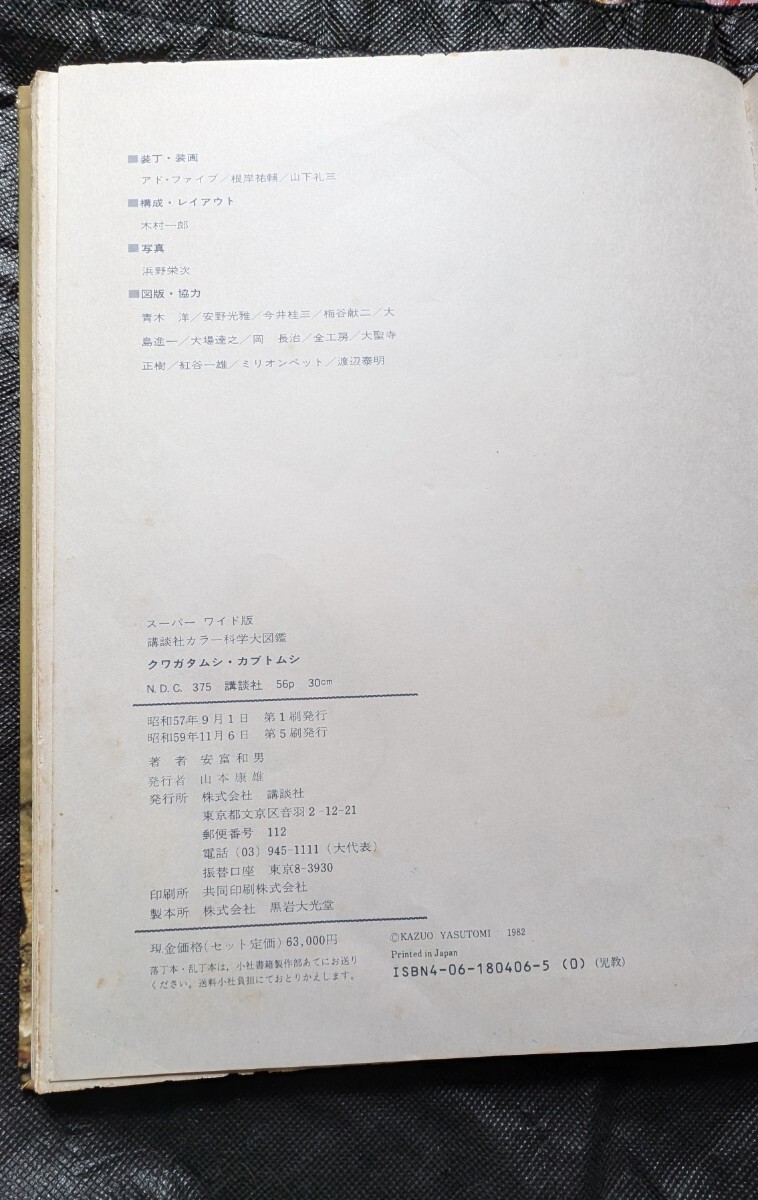 ■装丁・装画
アド・ファイブ／根岸祐輔／山下礼三
■構成・レイアウト
木村一郎
■写真
浜野栄次
■図版・協力
青木　洋／安野光雅／今井桂三／梅谷献二／大
島進一／大場達之／岡　長治／全工房／大聖寺
正樹／紅谷一雄／ミリオンペット／渡辺泰明
スーパー ワイド版
講談社カラー科学大図鑑
クワガタムシ・カブトムシ
N.D.C. 375 講談社 56p 30cm
昭和57年9月1日 第1刷発行
昭和59年11月6日 第5刷発行
著　者 安富和男
発行者 山本康雄
発行所 株式会社 講談社
東京都文京区音羽2-12-21
郵便番号 112
電話 (03) 945-1111 (大代表)
振替口座 東京8-3930
印刷所 共同印刷株式会社
製本所 株式会社 黒岩大光堂
現金価格(セット定価) 63,000円
落丁本・乱丁本は，小社書籍製作部あてにお送り
ください。送料小社負担にておとりかえします。
©KAZUO YASUTOMI 1982
Printed in Japan
ISBN4-06-180406-5 (0) (児教)